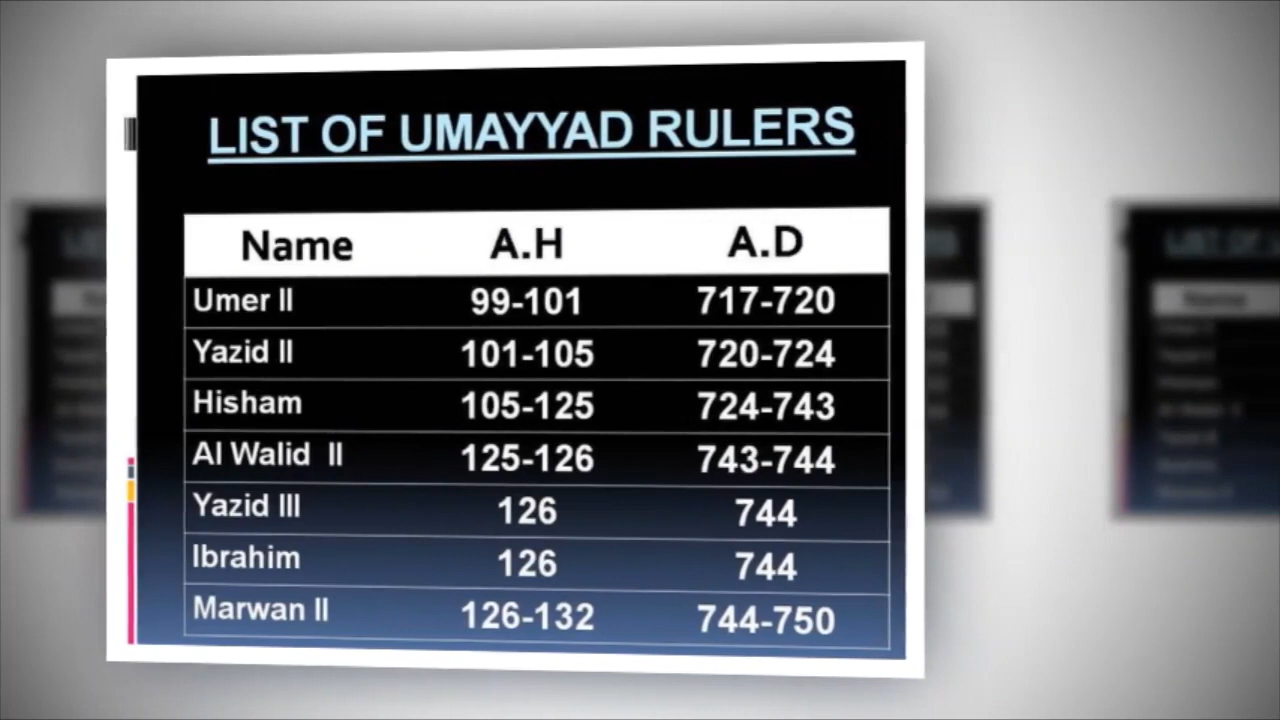 LIST OF UMAYYAD RULERS
Name A.H A.D
Umer II 99-101 717-720
Yazid II 101-105 720-724
Hisham 105-125 724-743
Al Walid II 125-126 743-744
Yazid III 126 744
Ibrahim 126 744
Marwan II 126-132 744-750